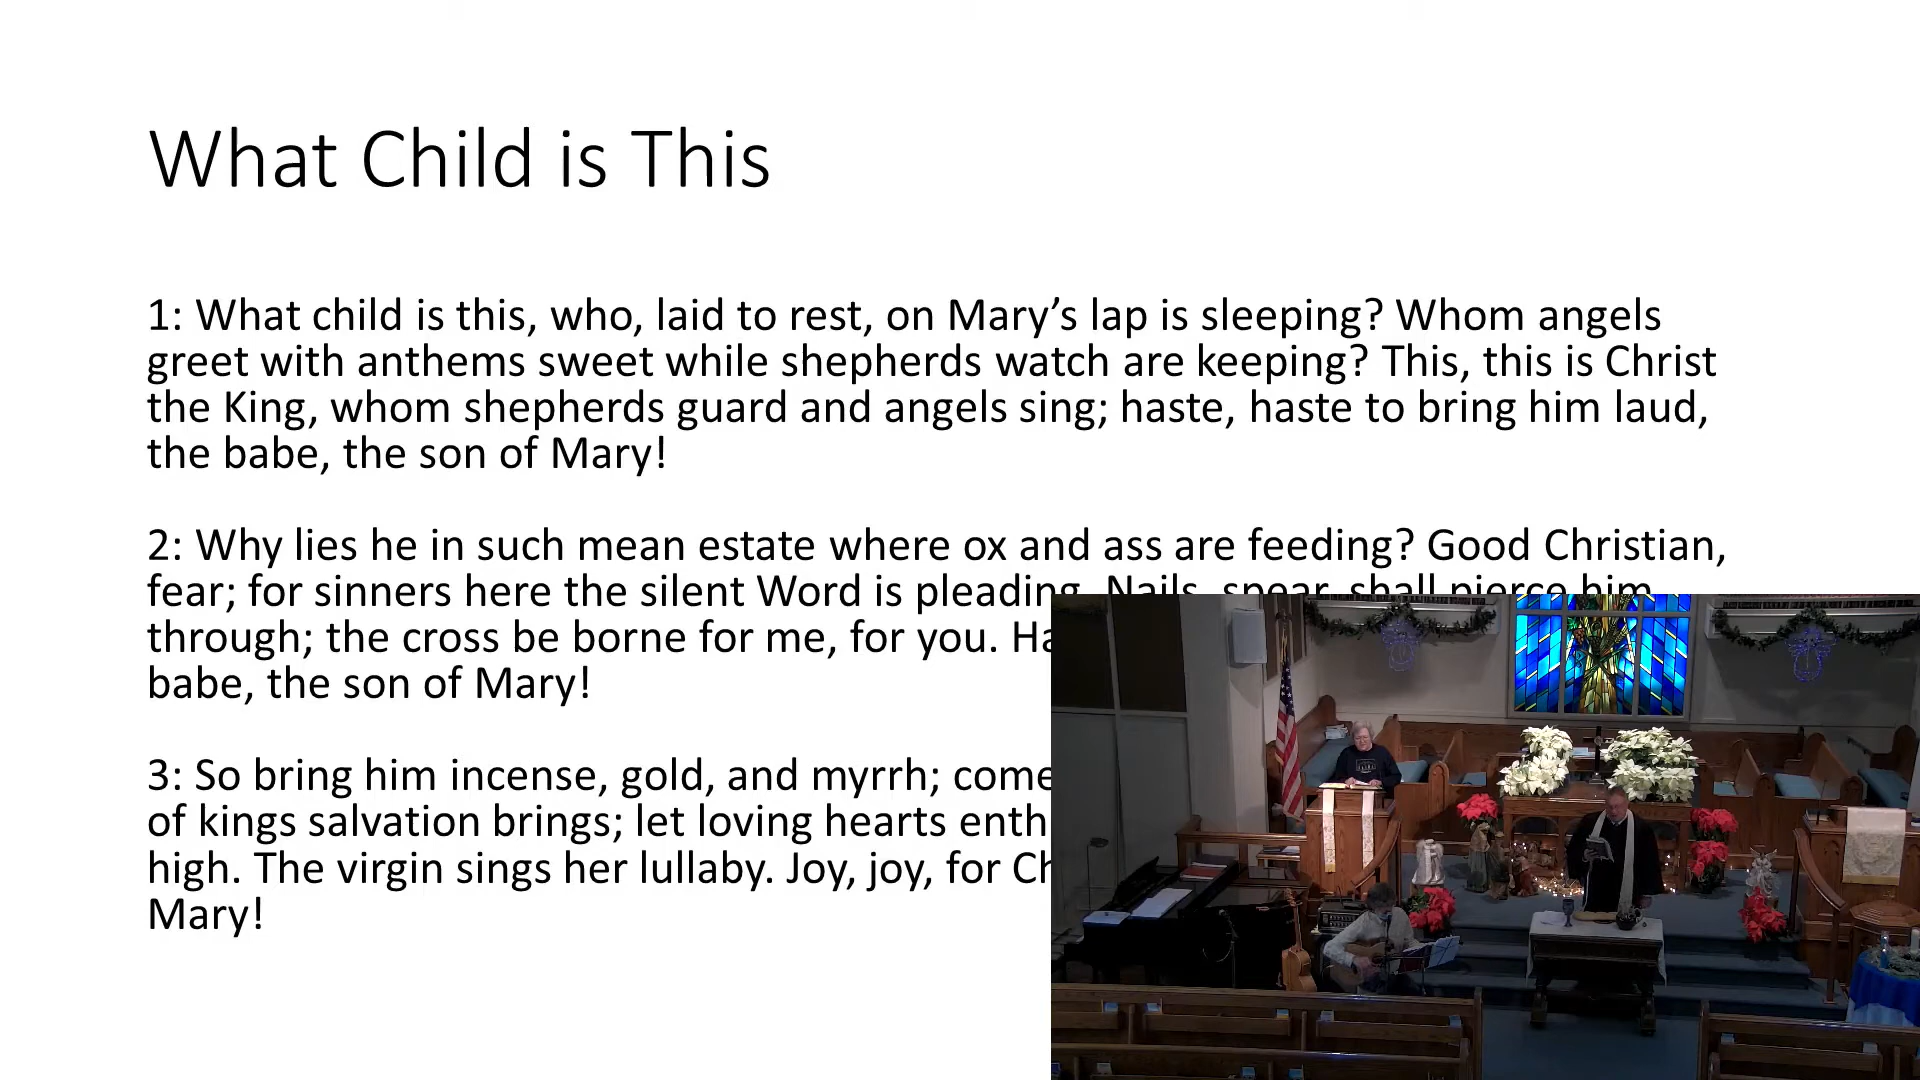 What Child is This
1: What child is this, who, laid to rest, on Mary’s lap is sleeping? Whom angels
greet with anthems sweet while shepherds watch are keeping? This, this is Christ
the King, whom shepherds guard and angels sing; haste, haste to bring him laud,
the babe, the son of Mary!
2: Why lies he in such mean estate where ox and ass are feeding? Good Christian,
fear; for sinners here the silent Word is pleading. Nails, spear, shall pierce him
through; the cross be borne for me, for you.
babe, the son of Mary!
3: So bring him incense, gold, and myrrh; come
of kings salvation brings; let loving hearts
high. The virgin sings her lullaby. Joy, joy, for
Mary!